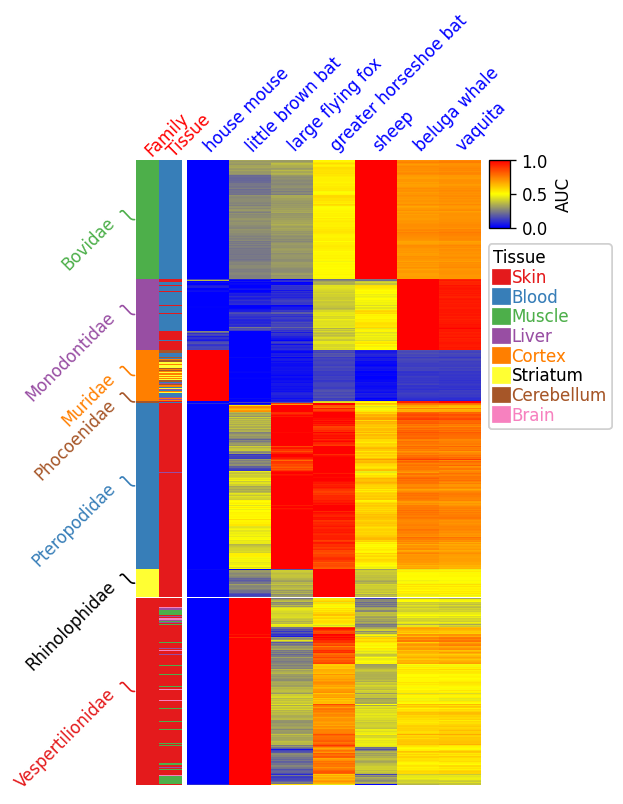 Family
Tissue
house mouse
little brown bat
large flying fox
greater horseshoe bat
sheep
beluga whale
vaquita
1.0
0.5
0.0
AUC
Tissue
Skin
Blood
Muscle
Liver
Cortex
Striatum
Cerebellum
Brain
Bovidae
Monodontidae
Muridae
Phocoenidae
Pteropodidae
Rhinolophidae
Vespertilionidae